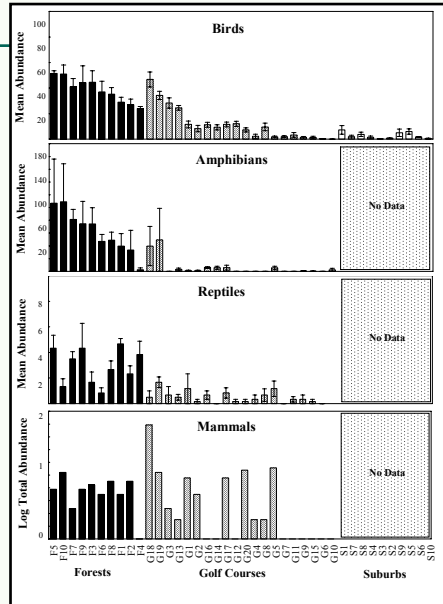 Birds
Mean Abundance
100
80
60
40
20
Amphibians
Mean Abundance
180
140
100
60
20
No Data
Reptiles
Mean Abundance
8
6
4
2
0
No Data
Mammals
Log Total Abundance
2
1
0
No Data
F5 F10 F7 F9 F3 F6 F8 F1 F2 F4 G18 G19 G3 G13 G1 G2 G16 G14 G17 G12 G20 G4 G8 G5 G7 G11 G9 G15 G6 G10 S1 S7 S8 S4 S3 S2 S9 S5 S6 S10
Forests Golf Courses Suburbs